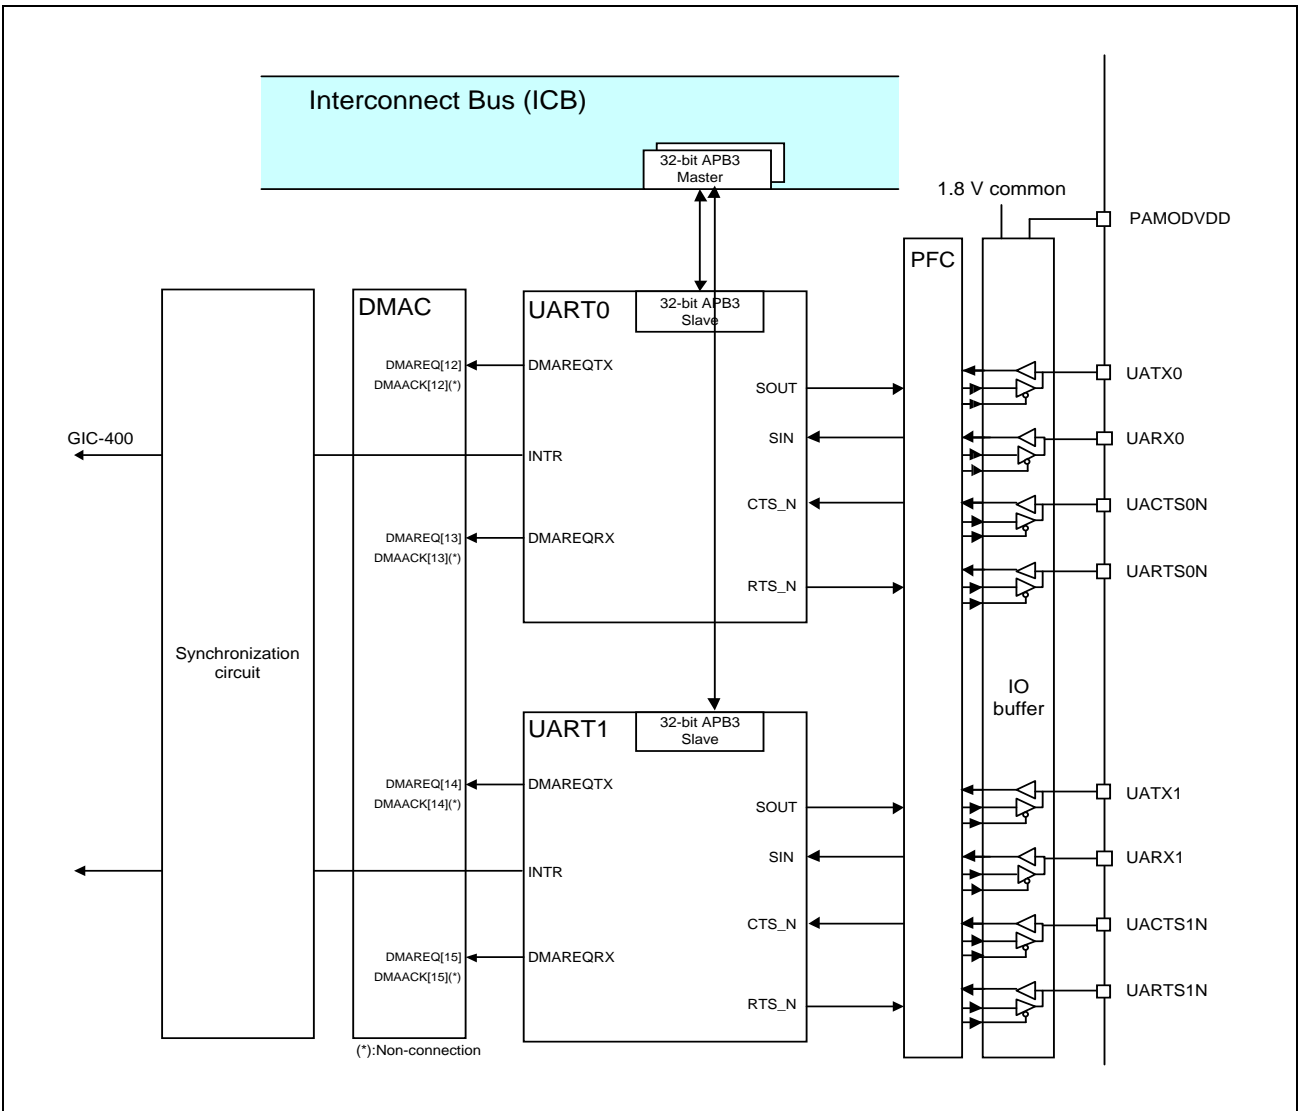 Interconnect Bus (ICB)
32-bit APB3
Master
1.8 V common
PAMODVDD
PFC
DMAC
UART0
32-bit APB3
Slave
DMAREQ[12]
DMAACK[12](*)
DMAREQTX
SOUT
UATX0
GIC-400
INTR
SIN
UARX0
CTS_N
UACTS0N
DMAREQ[13]
DMAACK[13](*)
DMAREQRX
RTS_N
UARTS0N
Synchronization
circuit
IO
buffer
UART1
32-bit APB3
Slave
DMAREQ[14]
DMAACK[14](*)
DMAREQTX
SOUT
UATX1
INTR
SIN
UARX1
CTS_N
UACTS1N
DMAREQ[15]
DMAACK[15](*)
DMAREQRX
RTS_N
UARTS1N
(*):Non-connection